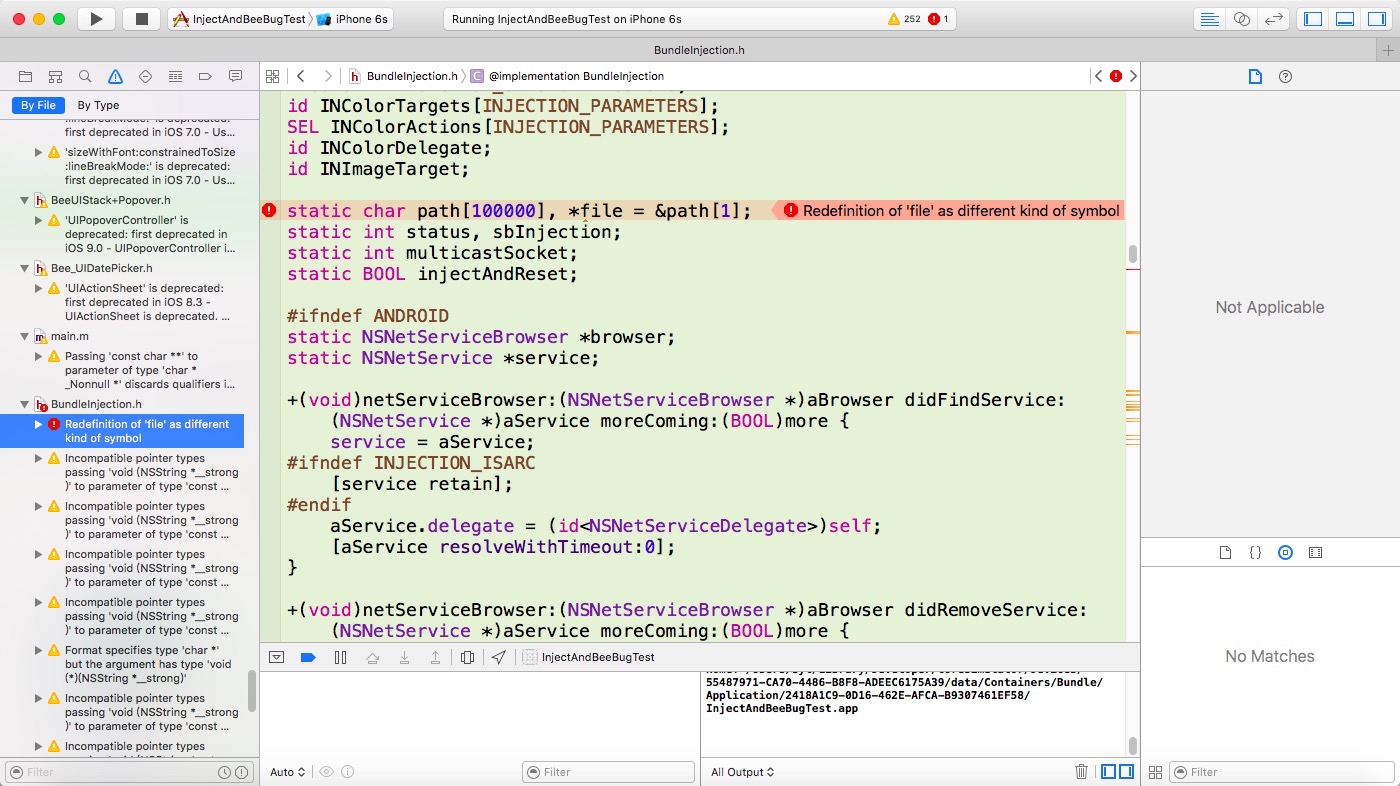 InjectAndBeeBugTest iPhone 6s
Running InjectAndBeeBugTest on iPhone 6s
252 1
BundleInjection.h
BundleInjection.h @implementation BundleInjection
By File By Type
first deprecated in iOS 7.0 - Us...
'sizeWithFont:constrainedToSize
:lineBreakMode:' is deprecated:
first deprecated in iOS 7.0 - Us...
BeeUIStack+Popover.h
'UIPopoverController' is
deprecated: first deprecated in
iOS 9.0 - UIPopoverController i...
Bee_UIDatePicker.h
'UIActionSheet' is deprecated:
first deprecated in iOS 8.3 -
UIActionSheet is deprecated. ...
main.m
Passing 'const char **' to
parameter of type 'char *
_Nonnull *' discards qualifiers i...
BundleInjection.h
Redefinition of 'file' as different
kind of symbol
Incompatible pointer types
passing 'void (NSString *__strong
)' to parameter of type 'const ...
Incompatible pointer types
passing 'void (NSString *__strong
)' to parameter of type 'const ...
Incompatible pointer types
passing 'void (NSString *__strong
)' to parameter of type 'const ...
Incompatible pointer types
passing 'void (NSString *__strong
)' to parameter of type 'const ...
Format specifies type 'char *'
but the argument has type 'void
(*)(NSString *__strong)'
Incompatible pointer types
passing 'void (NSString *__strong
)' to parameter of type 'const ...
Incompatible pointer types
Filter
id INColorTargets[INJECTION_PARAMETERS];
SEL INColorActions[INJECTION_PARAMETERS];
id INColorDelegate;
id INImageTarget;
static char path[100000], *file = &path[1];
Redefinition of 'file' as different kind of symbol
static int status, sbInjection;
static int multicastSocket;
static BOOL injectAndReset;
#ifndef ANDROID
static NSNetServiceBrowser *browser;
static NSNetService *service;
+(void)netServiceBrowser:(NSNetServiceBrowser *)aBrowser didFindService:
(NSNetService *)aService moreComing:(BOOL)more {
service = aService;
#ifndef INJECTION_ISARC
[service retain];
#endif
aService.delegate = (id<NSNetServiceDelegate>)self;
[aService resolveWithTimeout:0];
}
+(void)netServiceBrowser:(NSNetServiceBrowser *)aBrowser didRemoveService:
(NSNetService *)aService moreComing:(BOOL)more {
InjectAndBeeBugTest
55487971-CA70-4486-B8F8-ADEEC6175A39/data/Containers/Bundle/
Application/2418A1C9-0D16-462E-AFCA-B9307461EF58/
InjectAndBeeBugTest.app
Auto Filter
All Output
Not Applicable
No Matches
Filter